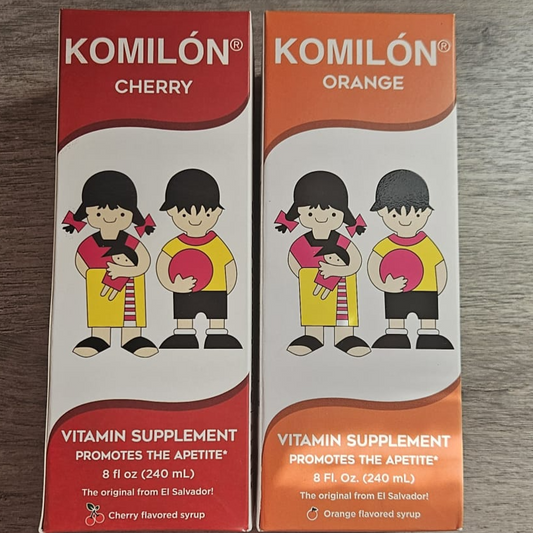 KOMILÓN®
CHERRY
VITAMIN SUPPLEMENT
PROMOTES THE APETITE*
8 fl oz (240 mL)
The original from El Salvador!
Cherry flavored syrup
KOMILÓN®
ORANGE
VITAMIN SUPPLEMENT
PROMOTES THE APETITE*
8 Fl. Oz. (240 mL)
The original from El Salvador!
Orange flavored syrup